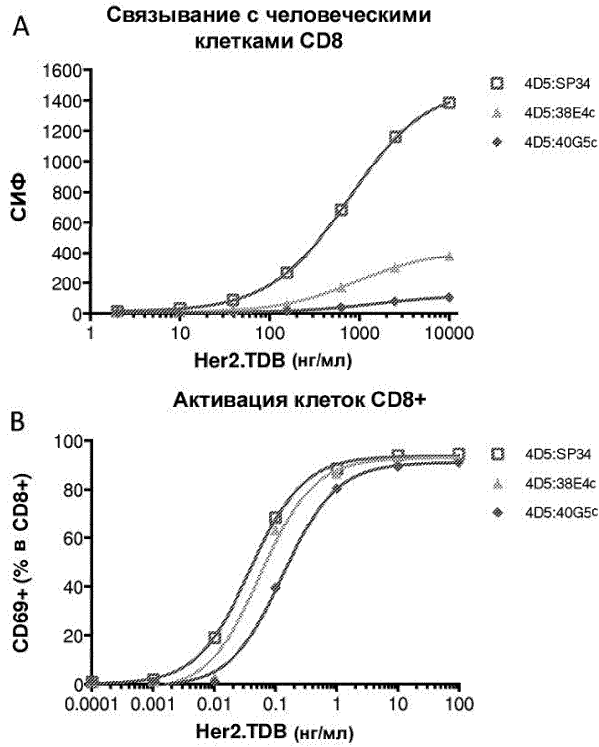 A
Связывание с человеческими
клетками CD8
1600
1400
1200
1000
800
600
400
200
0
СИФ
1 10 100 1000 10000
Her2.TDB (нг/мл)
4D5:SP34
4D5:38E4c
4D5:40G5c
B
Активация клеток CD8+
100
80
60
40
20
0
CD69+ (% в CD8+)
0.0001 0.001 0.01 0.1 1 10 100
Her2.TDB (нг/мл)
4D5:SP34
4D5:38E4c
4D5:40G5c